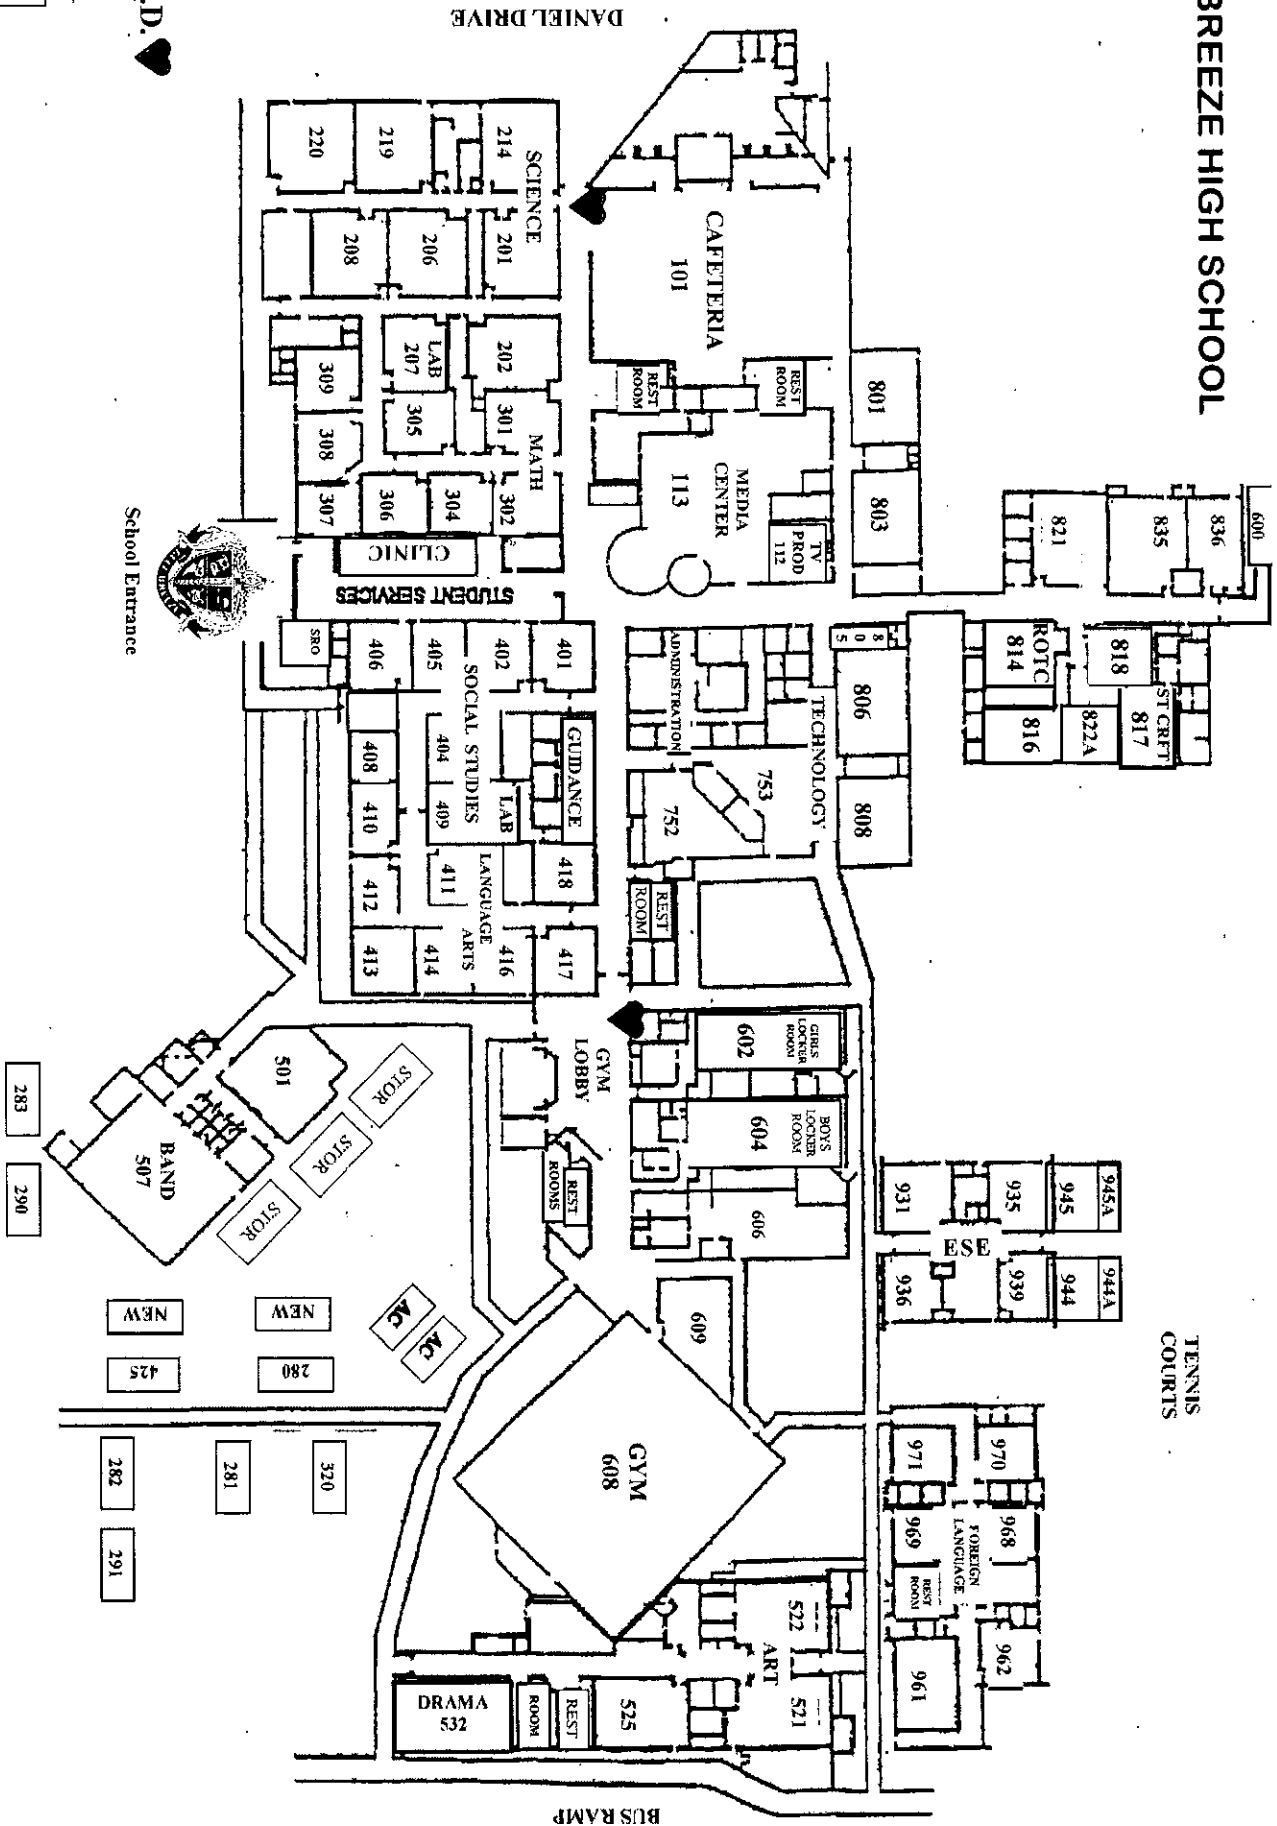 BREEZE HIGH SCHOOL
DANIEL DRIVE
.D.
220
219
214
SCIENCE
208
206
201
CAFETERIA
101
309
LAB
207
202
308
305
301
MATH
307
306
304
302
REST
ROOM
REST
ROOM
MEDIA
CENTER
113
TV
PROD
112
801
803
821
835
836
600
CLINIC
STUDENT SERVICES
School Entrance
SRO
406
405
402
401
SOCIAL STUDIES
408
404
GUIDANCE
410
409
LAB
412
411
LANGUAGE
ARTS
418
413
414
416
417
ADMINISTRATION
TECHNOLOGY
805
806
808
752
753
REST
ROOM
ROTC
814
816
818
822A
ST CRFT
817
GYM
LOBBY
GIRLS
LOCKER
ROOM
602
BOYS
LOCKER
ROOM
604
606
609
REST
ROOMS
GYM
608
501
BAND
507
STOR
STOR
STOR
283
290
NEW
NEW
425
280
AC
AC
282
281
320
291
931
935
945
945A
ESE
936
939
944
944A
TENNIS
COURTS
971
970
969
968
FOREIGN
LANGUAGE
REST
ROOM
961
962
522
ART
521
525
REST
ROOM
DRAMA
532
BUS RAMP